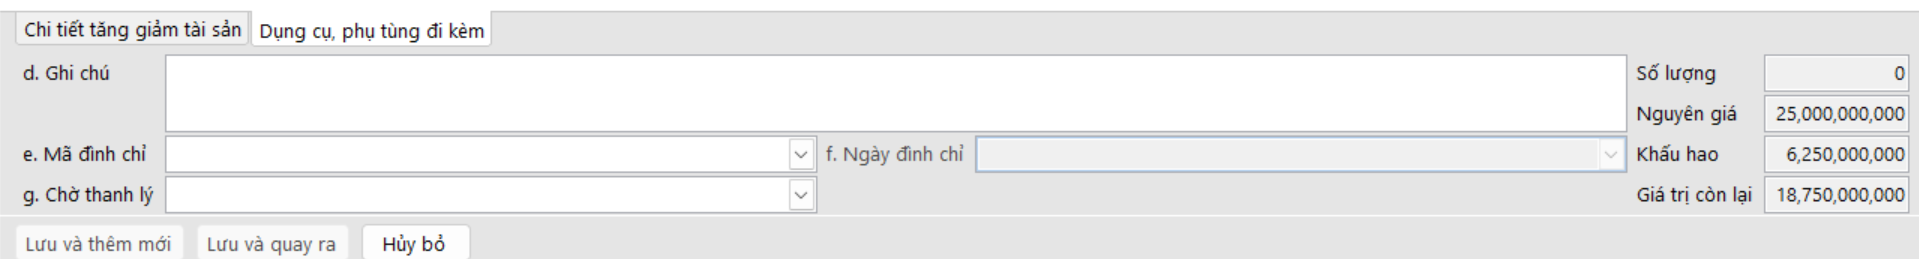 Chi tiết tăng giảm tài sản Dụng cụ, phụ tùng đi kèm
d. Ghi chú Số lượng 0
Nguyên giá 25,000,000,000
e. Mã đình chỉ f. Ngày đình chỉ Khấu hao 6,250,000,000
g. Chờ thanh lý Giá trị còn lại 18,750,000,000
Lưu và thêm mới Lưu và quay ra Hủy bỏ